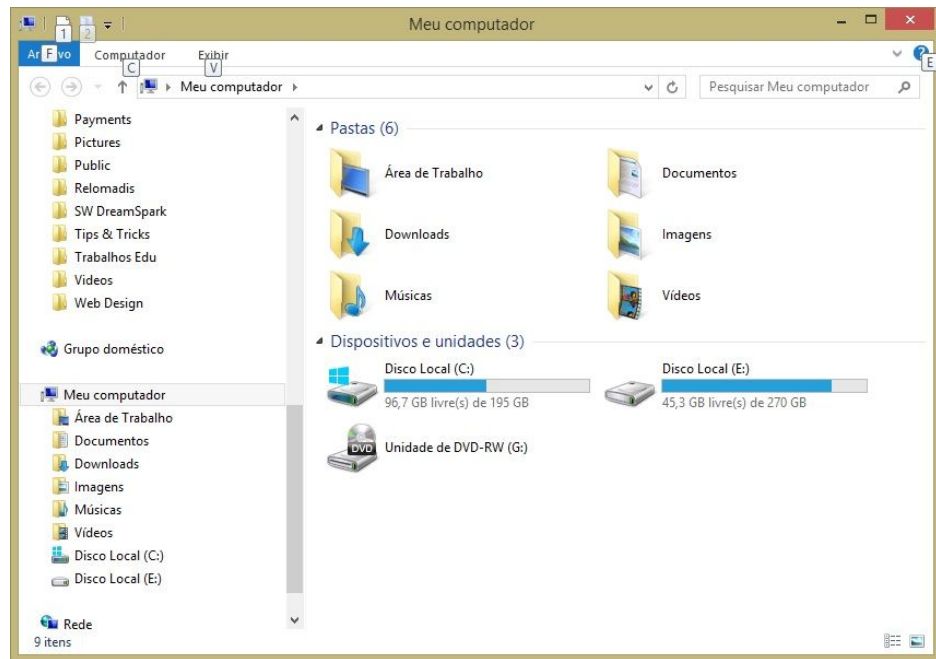 Meu computador
1
2
Arquivo
F
Computador
C
Exibir
V
E
Meu computador
Pesquisar Meu computador
Payments
Pictures
Public
Relomadis
SW DreamSpark
Tips & Tricks
Trabalhos Edu
Videos
Web Design
Grupo doméstico
Meu computador
Área de Trabalho
Documentos
Downloads
Imagens
Músicas
Vídeos
Disco Local (C:)
Disco Local (E:)
Rede
Pastas (6)
Área de Trabalho
Documentos
Downloads
Imagens
Músicas
Vídeos
Dispositivos e unidades (3)
Disco Local (C:)
96,7 GB livre(s) de 195 GB
Disco Local (E:)
45,3 GB livre(s) de 270 GB
DVD
Unidade de DVD-RW (G:)
9 itens